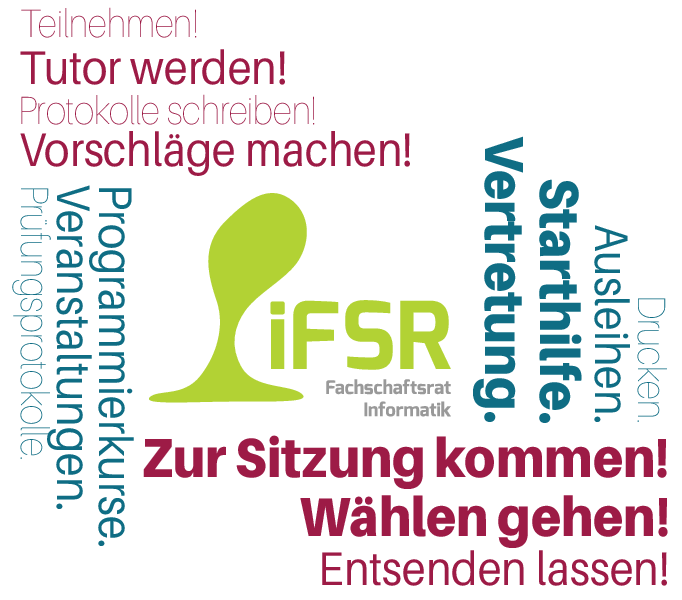 Teilnehmen!
Tutor werden!
Protokolle schreiben!
Vorschläge machen!
Prüfungsprotokolle.
Veranstaltungen.
Programmierkurse.
iFSR
Fachschaftsrat
Informatik
Vertretung.
Starthilfe.
Ausleihen.
Drucken.
Zur Sitzung kommen!
Wählen gehen!
Entsenden lassen!